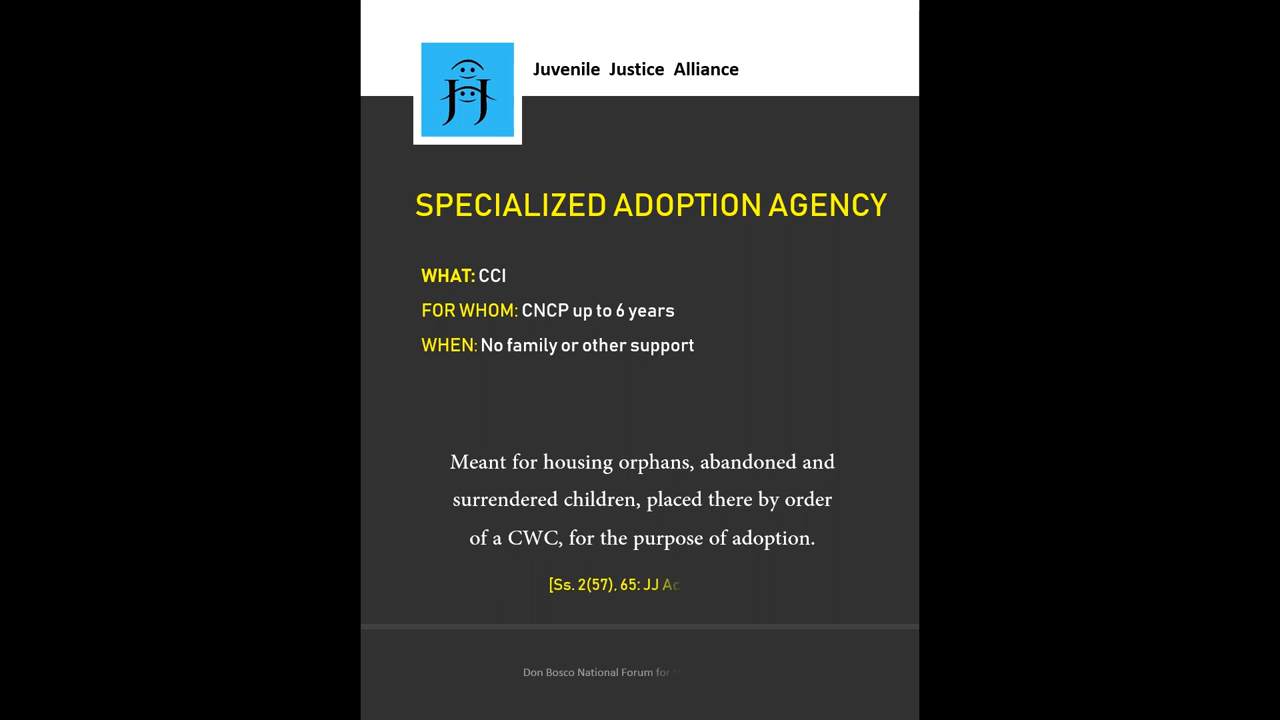 Juvenile Justice Alliance
SPECIALIZED ADOPTION AGENCY
WHAT: CCI
FOR WHOM: CNCP up to 6 years
WHEN: No family or other support
Meant for housing orphans, abandoned and
surrendered children, placed there by order
of a CWC, for the purpose of adoption.
[Ss. 2(57), 65: JJ
Don Bosco National Forum for